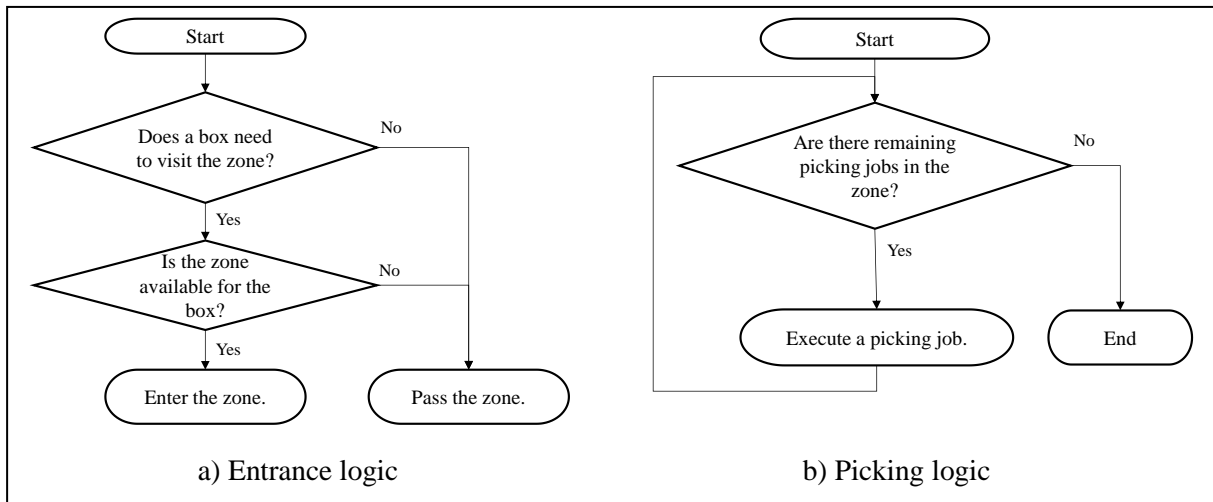 Start
Does a box need
to visit the zone?
No
Yes
Is the zone
available for the
box?
No
Yes
Enter the zone.
Pass the zone.
a) Entrance logic
Start
Are there remaining
picking jobs in the
zone?
No
Yes
Execute a picking job.
End
b) Picking logic